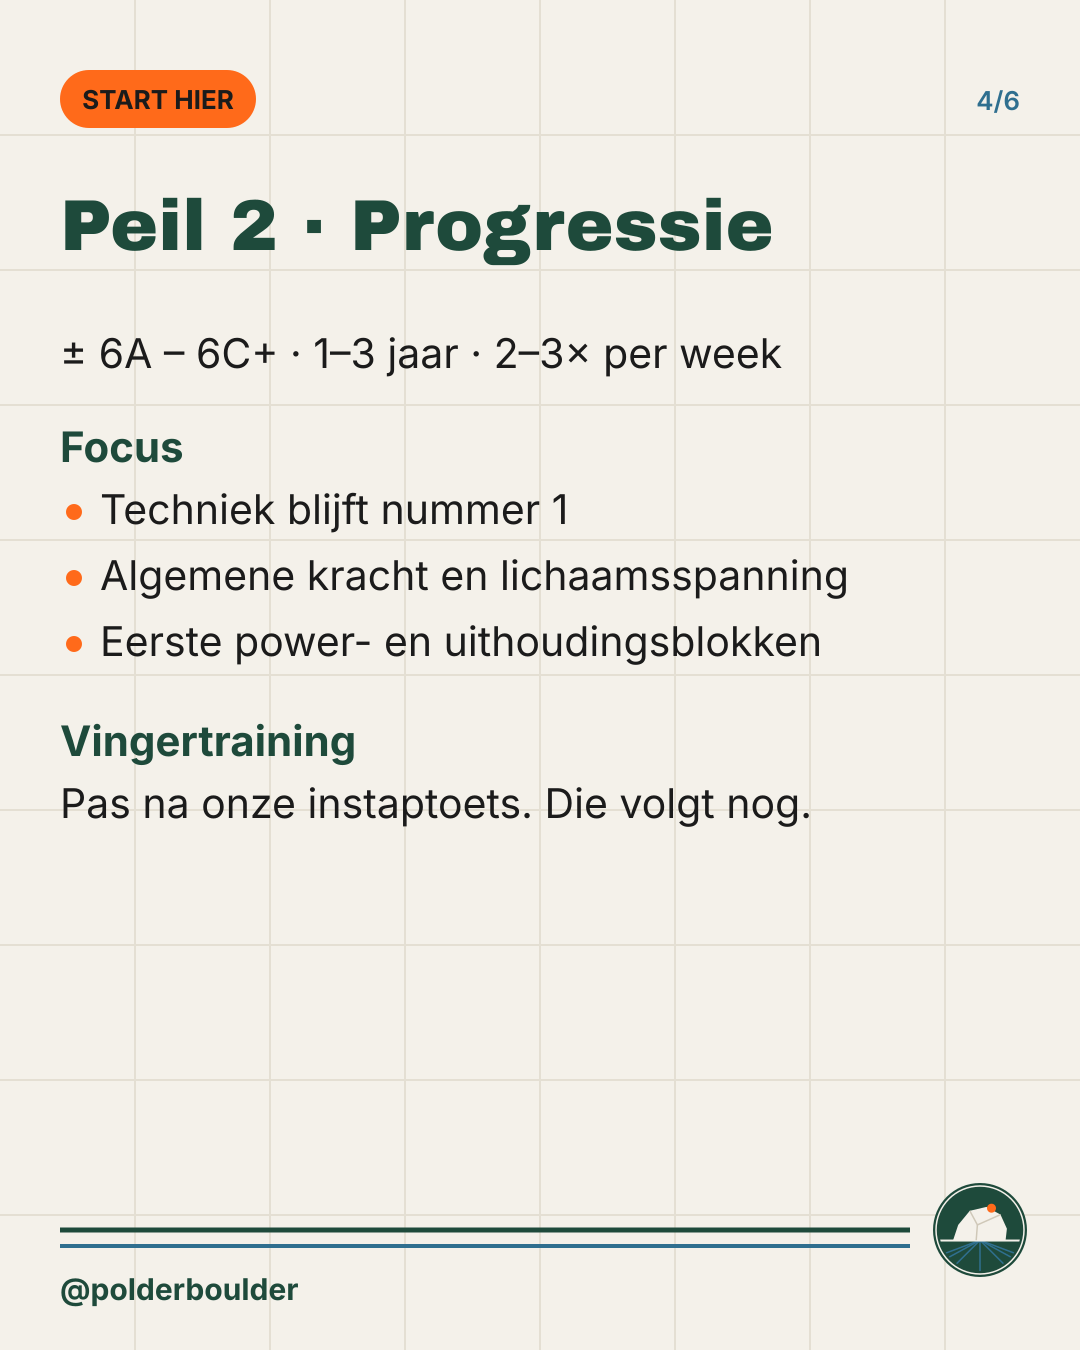 START HIER
4/6
Peil 2 · Progressie
± 6A – 6C+ · 1–3 jaar · 2–3× per week
Focus
• Techniek blijft nummer 1
• Algemene kracht en lichaamsspanning
• Eerste power- en uithoudingsblokken
Vingertraining
Pas na onze instaptoets. Die volgt nog.
@polderboulder